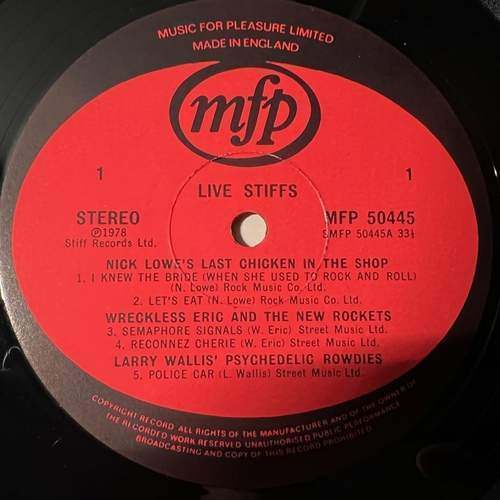 MUSIC FOR PLEASURE LIMITED
MADE IN ENGLAND
mfp
1 1
LIVE STIFFS
STEREO MFP 50445
℗1978 SMFP 50445A 33⅓
Stiff Records Ltd.
NICK LOWE'S LAST CHICKEN IN THE SHOP
1. I KNEW THE BRIDE (WHEN SHE USED TO ROCK AND ROLL)
(N. Lowe) Rock Music Co. Ltd.
2. LET'S EAT (N. Lowe) Rock Music Co. Ltd.
WRECKLESS ERIC AND THE NEW ROCKETS
3. SEMAPHORE SIGNALS (W. Eric) Street Music Ltd.
4. RECONNEZ CHERIE (W. Eric) Street Music Ltd.
LARRY WALLIS' PSYCHEDELIC ROWDIES
5. POLICE CAR (L. Wallis) Street Music Ltd.
COPYRIGHT RECORD ALL RIGHTS OF THE MANUFACTURER AND OF THE OWNER OF
THE RECORDED WORK RESERVED UNAUTHORISED PUBLIC PERFORMANCE
BROADCASTING AND COPY OF THIS RECORD PROHIBITED